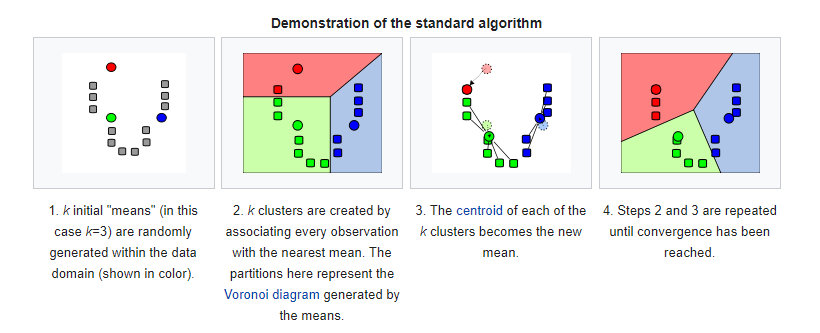 Demonstration of the standard algorithm
1. k initial "means" (in this
case k=3) are randomly
generated within the data
domain (shown in color).
2. k clusters are created by
associating every observation
with the nearest mean. The
partitions here represent the
Voronoi diagram generated by
the means.
3. The centroid of each of the
k clusters becomes the new
mean.
4. Steps 2 and 3 are repeated
until convergence has been
reached.